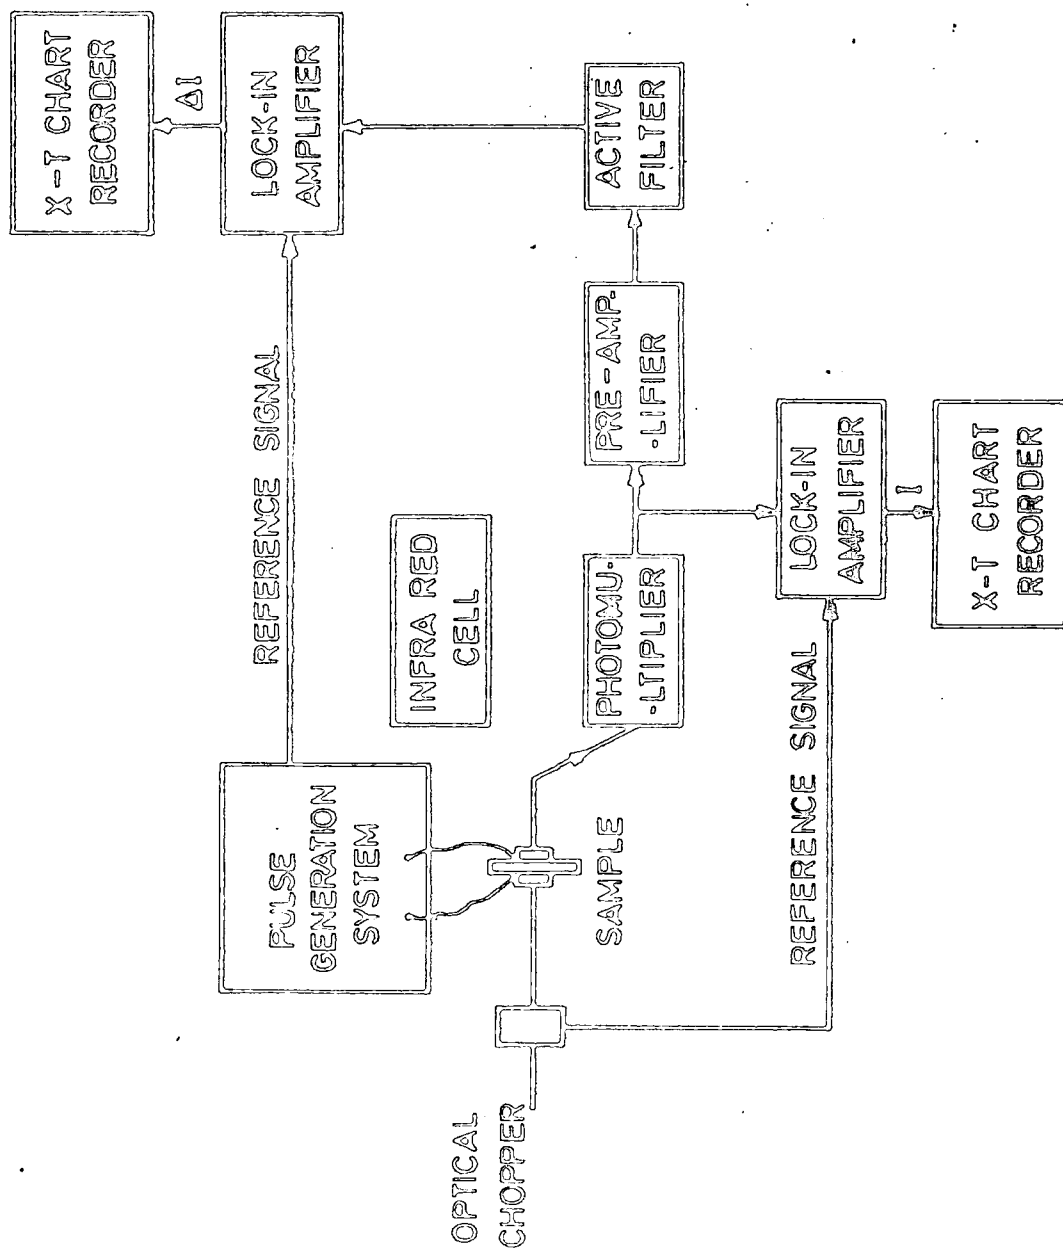 X-T CHART
RECORDER
ΔI
LOCK-IN
AMPLIFIER
REFERENCE SIGNAL
PULSE
GENERATION
SYSTEM
ACTIVE
FILTER
PRE-AMP-
-LIFIER
INFRA RED
CELL
PHOTOMU-
-LTIPLIER
SAMPLE
OPTICAL
CHOPPER
LOCK-IN
AMPLIFIER
REFERENCE SIGNAL
I
X-T CHART
RECORDER